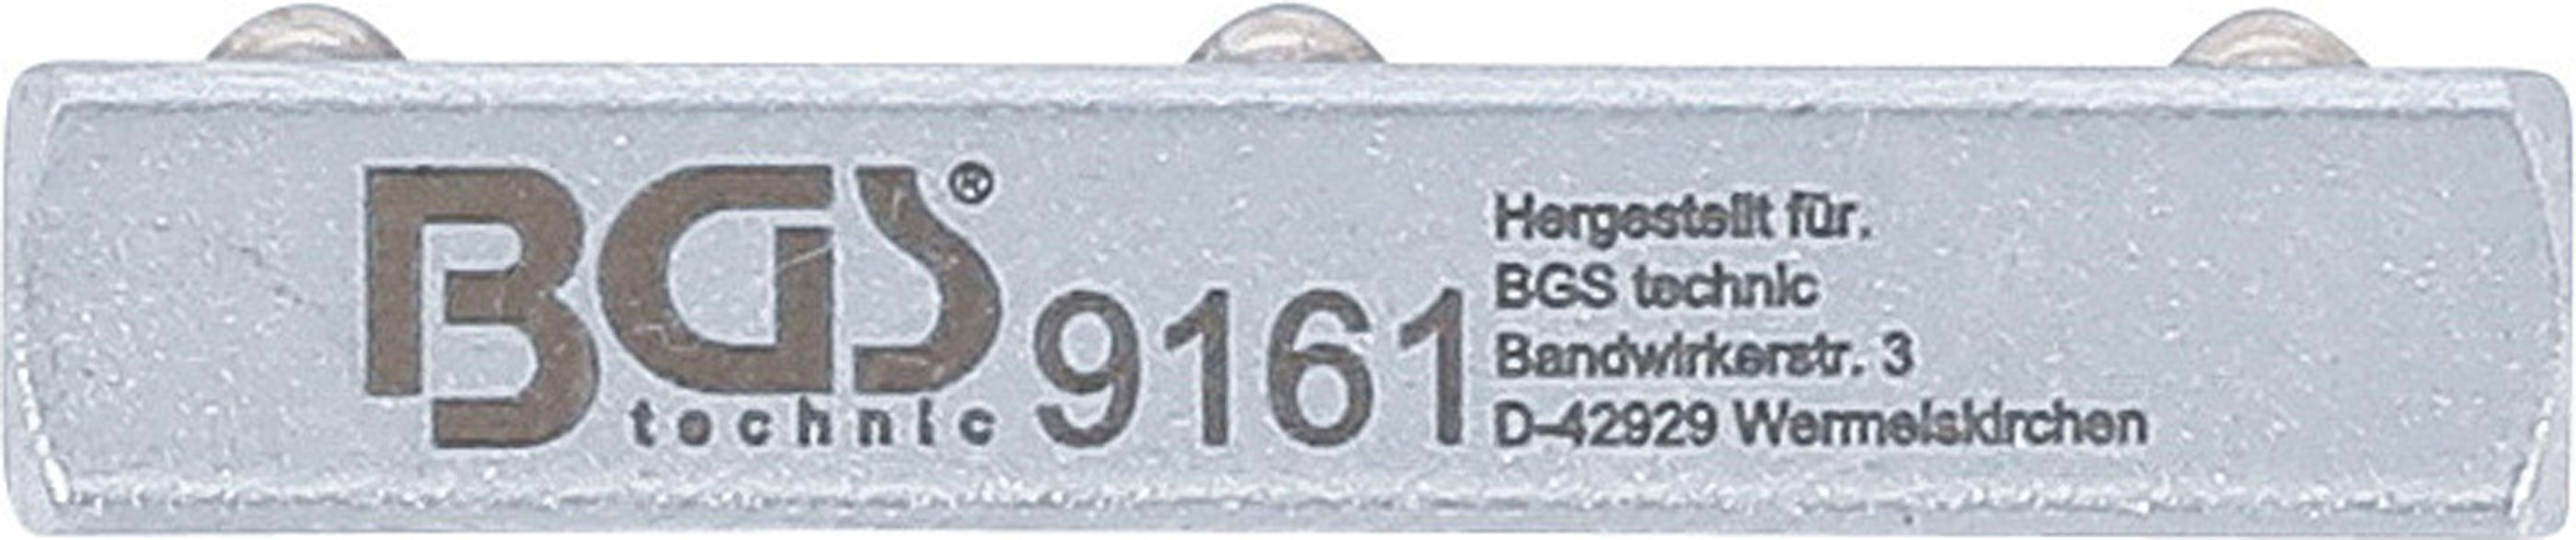 BGS®
technic
9161
Hergestellt für.
BGS technic
Bandwirkerstr. 3
D-42929 Wermelskirchen